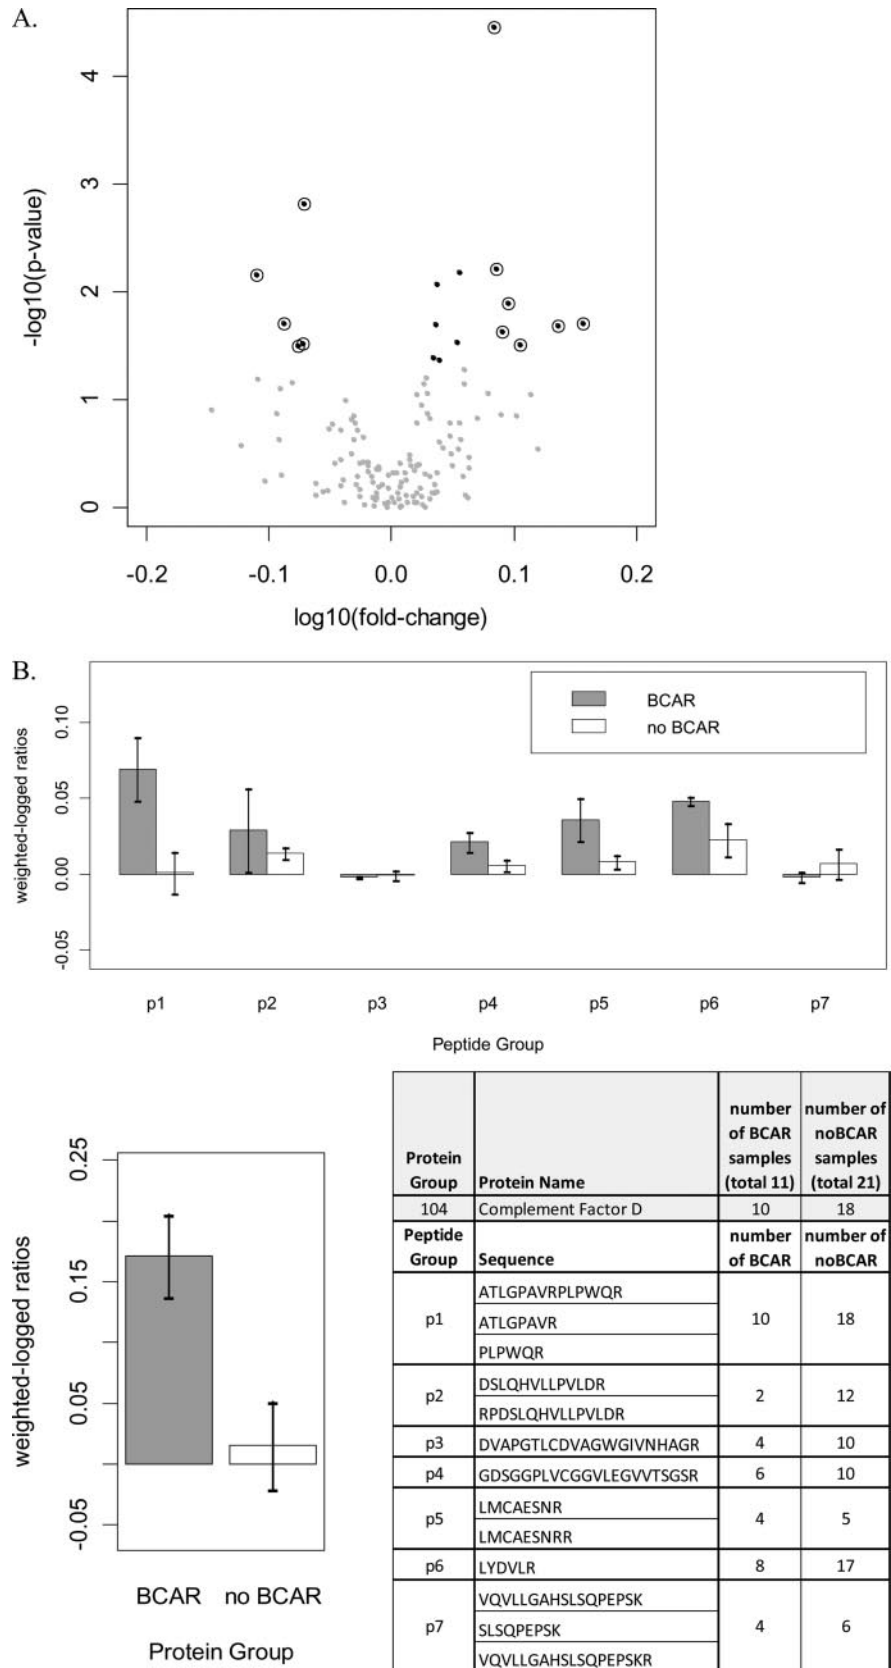 A.
-log10(p-value)
4
3
2
1
0
-0.2 -0.1 0.0 0.1 0.2
log10(fold-change)
B.
weighted-logged ratios
0.10
0.05
0.00
-0.05
BCAR
no BCAR
p1 p2 p3 p4 p5 p6 p7
Peptide Group
weighted-logged ratios
0.25
0.15
0.05
-0.05
BCAR no BCAR
Protein Group
Protein Group Protein Name number of BCAR samples (total 11) number of noBCAR samples (total 21)
104 Complement Factor D 10 18
Peptide Group Sequence number of BCAR number of noBCAR
p1 ATLGPAVRPLPWQR 10 18
ATLGPAVR
PLPWQR
p2 DSLQHVLLPVLDR 2 12
RPDSLQHVLLPVLDR
p3 DVAPGTLCDVAGWGIVNHAGR 4 10
p4 GDSGGPLVCGGVLEGVVTSGSR 6 10
p5 LMCAESNR 4 5
LMCAESNRR
p6 LYDVLR 8 17
p7 VQVLLGAHSLSQPEPSK 4 6
SLSQPEPSK
VQVLLGAHSLSQPEPSKR